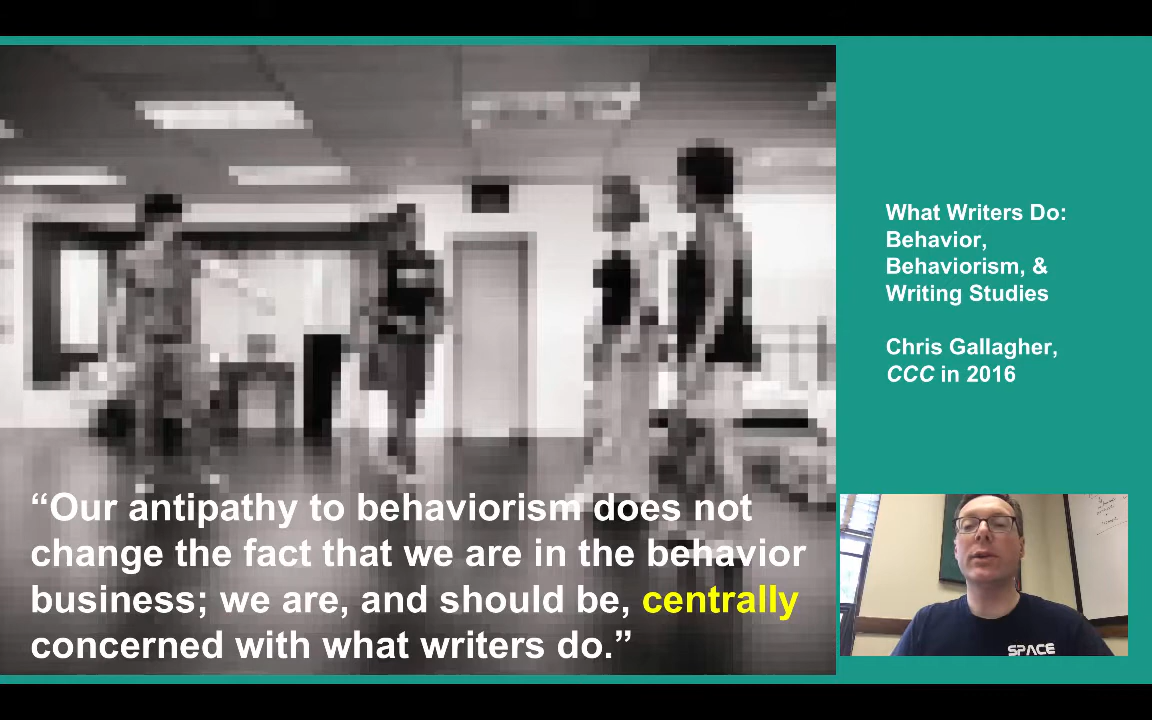 What Writers Do:
Behavior,
Behaviorism, &
Writing Studies
Chris Gallagher,
CCC in 2016
“Our antipathy to behaviorism does not
change the fact that we are in the behavior
business; we are, and should be, centrally
concerned with what writers do.”
SPACE